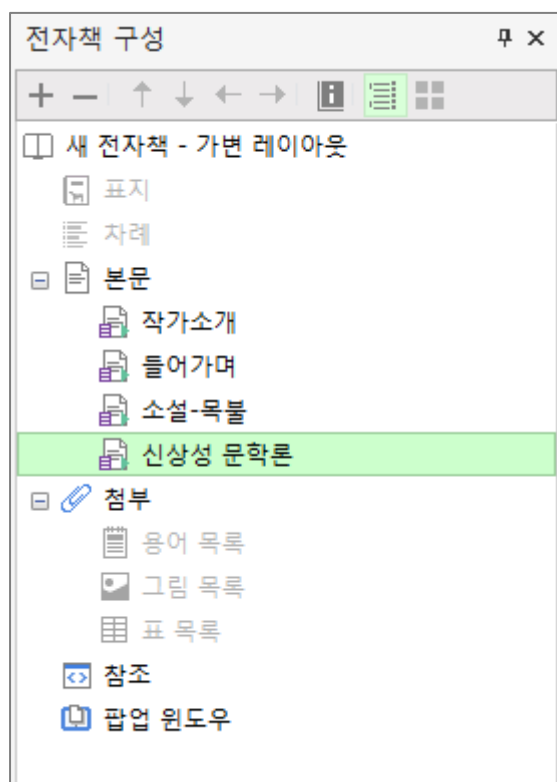 전자책 구성
새 전자책 - 가변 레이아웃
표지
차례
본문
작가소개
들어가며
소설-목불
신상성 문학론
첨부
용어 목록
그림 목록
표 목록
참조
팝업 윈도우